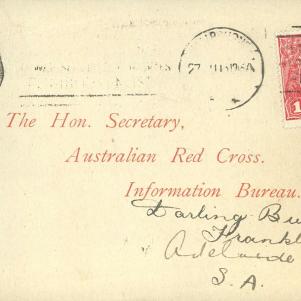 The Hon. Secretary,
Australian Red Cross.
Information Bureau.
Darling Bu
Frankl
Adelaide
S. A.